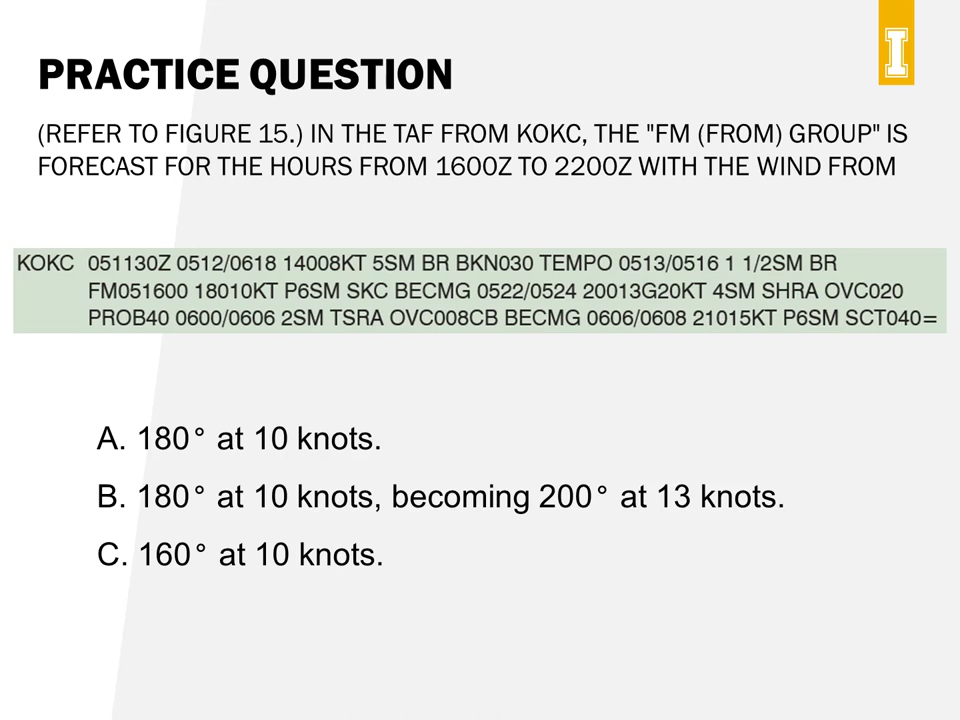 I
PRACTICE QUESTION
(REFER TO FIGURE 15.) IN THE TAF FROM KOKC, THE "FM (FROM) GROUP" IS
FORECAST FOR THE HOURS FROM 1600Z TO 2200Z WITH THE WIND FROM
KOKC 051130Z 0512/0618 14008KT 5SM BR BKN030 TEMPO 0513/0516 1 1/2SM BR
FM051600 18010KT P6SM SKC BECMG 0522/0524 20013G20KT 4SM SHRA OVC020
PROB40 0600/0606 2SM TSRA OVC008CB BECMG 0606/0608 21015KT P6SM SCT040=
A. 180° at 10 knots.
B. 180° at 10 knots, becoming 200° at 13 knots.
C. 160° at 10 knots.